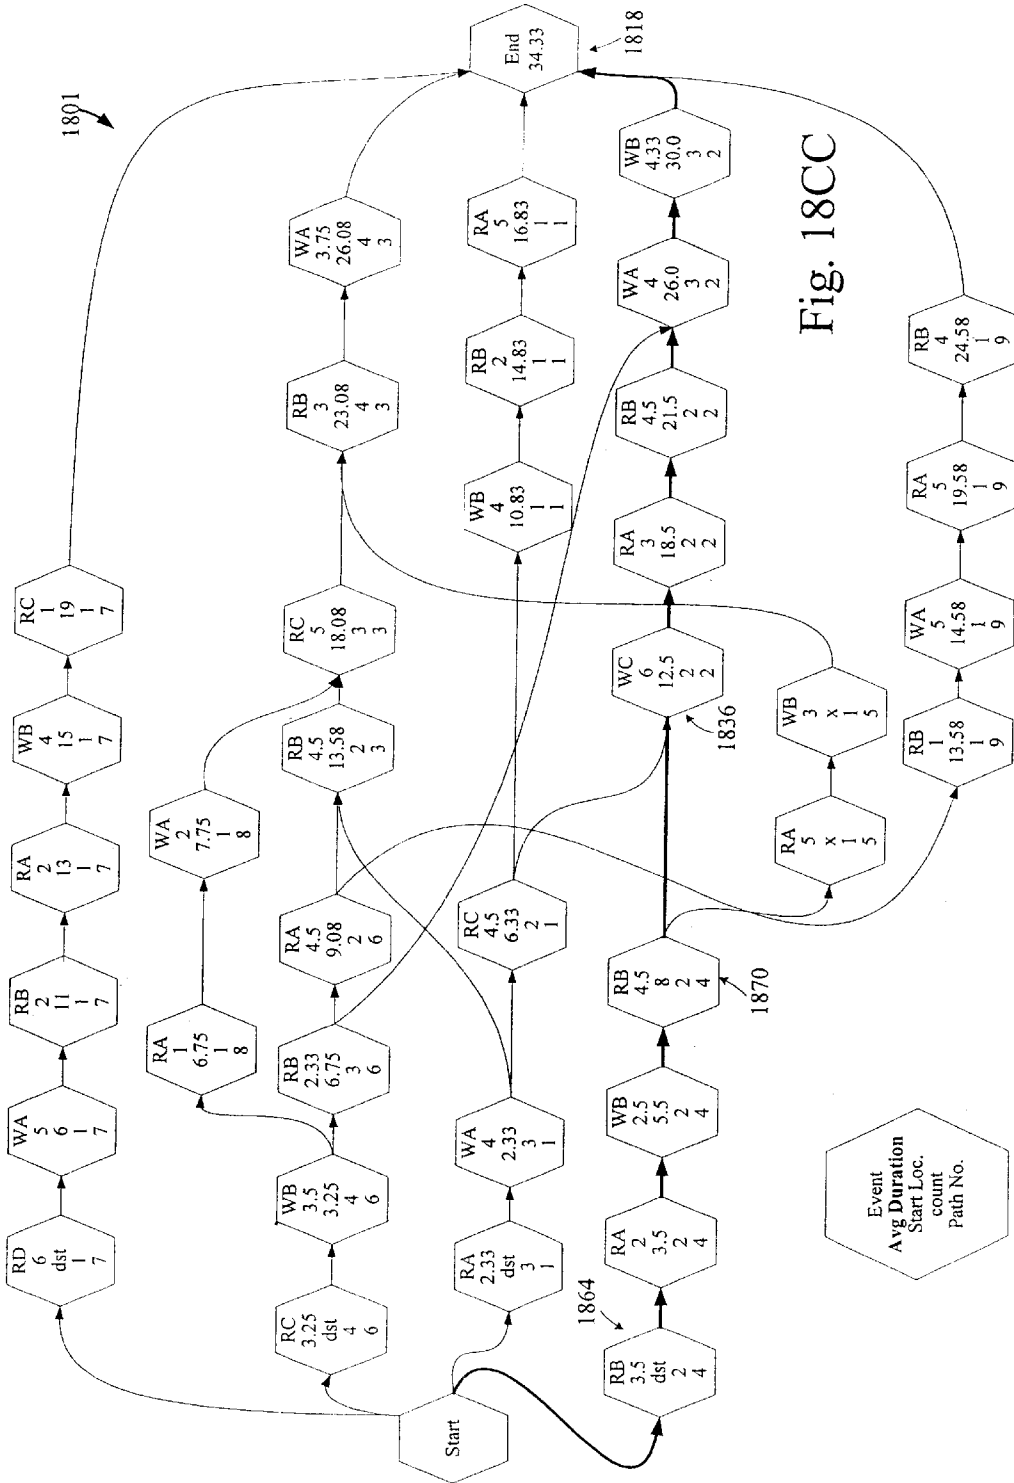 1801
Start
RD
6
dst
1
7
WA
5
6
1
7
RB
2
11
1
7
RA
2
13
1
7
WB
4
15
1
7
RC
1
19
1
7
RA
1
6.75
1
8
WA
2
7.75
1
8
RC
3.25
dst
4
6
WB
3.5
3.25
4
6
RB
2.33
6.75
3
6
RA
4.5
9.08
2
6
RB
4.5
13.58
2
3
RC
5
18.08
3
3
RB
3
23.08
4
3
WA
3.75
26.08
4
3
RA
2.33
dst
3
1
WA
4
2.33
3
1
RC
4.5
6.33
2
1
WB
4
10.83
1
1
RB
2
14.83
1
1
RA
5
16.83
1
1
End
34.33
1818
1864
RB
3.5
dst
2
4
RA
2
3.5
2
4
WB
2.5
5.5
2
4
RB
4.5
8
2
4
1870
WC
6
12.5
2
2
1836
RA
3
18.5
2
2
RB
4.5
21.5
2
2
WA
4
26.0
3
2
WB
4.33
30.0
3
2
RA
5
x
1
5
WB
3
x
1
5
RB
1
13.58
1
9
WA
5
14.58
1
9
RA
5
19.58
1
9
RB
4
24.58
1
9
Event
Avg Duration
Start Loc.
count
Path No.
Fig. 18CC